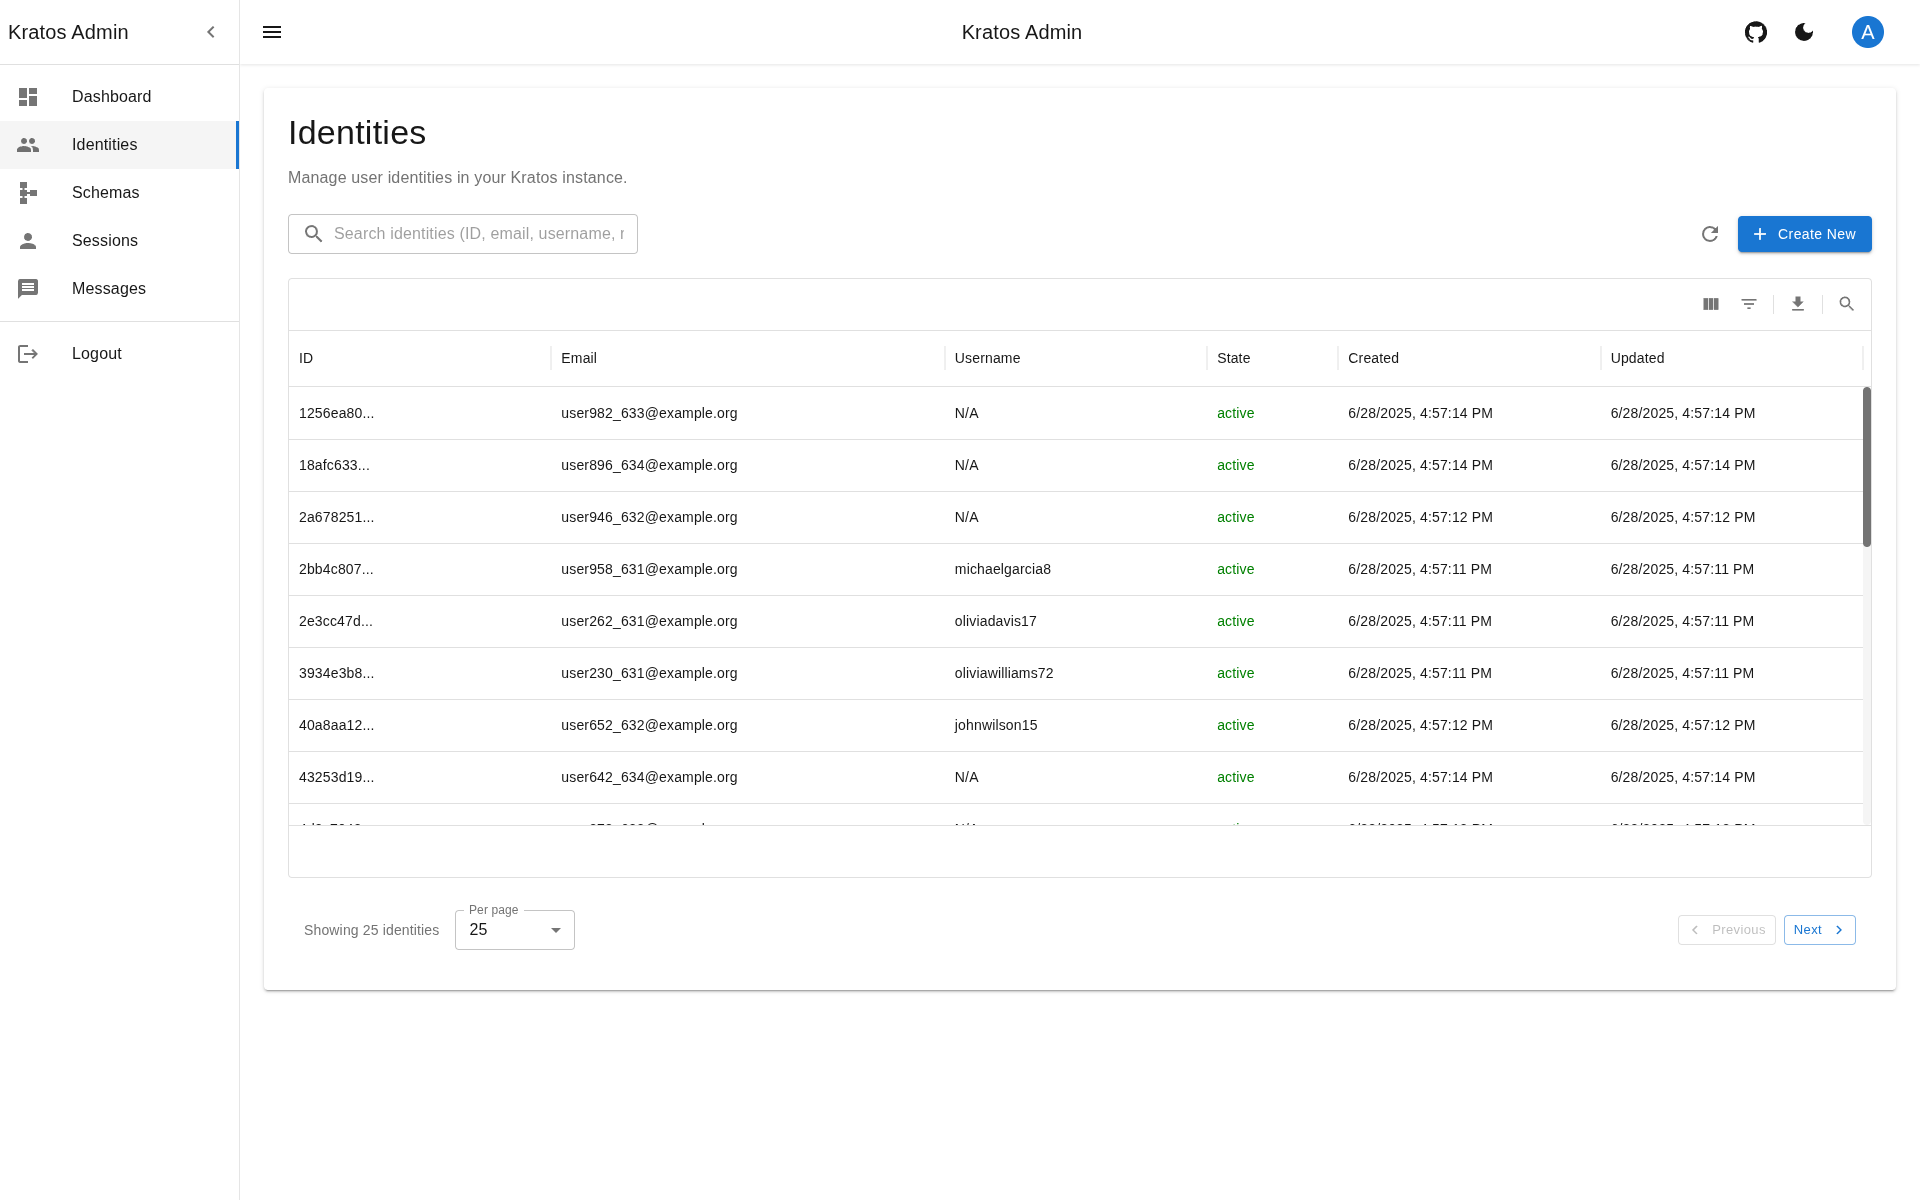 Kratos Admin
Kratos Admin
A
Dashboard
Identities
Schemas
Sessions
Messages
Logout
Identities
Manage user identities in your Kratos instance.
Search identities (ID, email, username, r
Create New
ID Email Username State Created Updated
1256ea80... user982_633@example.org N/A active 6/28/2025, 4:57:14 PM 6/28/2025, 4:57:14 PM
18afc633... user896_634@example.org N/A active 6/28/2025, 4:57:14 PM 6/28/2025, 4:57:14 PM
2a678251... user946_632@example.org N/A active 6/28/2025, 4:57:12 PM 6/28/2025, 4:57:12 PM
2bb4c807... user958_631@example.org michaelgarcia8 active 6/28/2025, 4:57:11 PM 6/28/2025, 4:57:11 PM
2e3cc47d... user262_631@example.org oliviadavis17 active 6/28/2025, 4:57:11 PM 6/28/2025, 4:57:11 PM
3934e3b8... user230_631@example.org oliviawilliams72 active 6/28/2025, 4:57:11 PM 6/28/2025, 4:57:11 PM
40a8aa12... user652_632@example.org johnwilson15 active 6/28/2025, 4:57:12 PM 6/28/2025, 4:57:12 PM
43253d19... user642_634@example.org N/A active 6/28/2025, 4:57:14 PM 6/28/2025, 4:57:14 PM
Showing 25 identities
Per page
25
Previous
Next